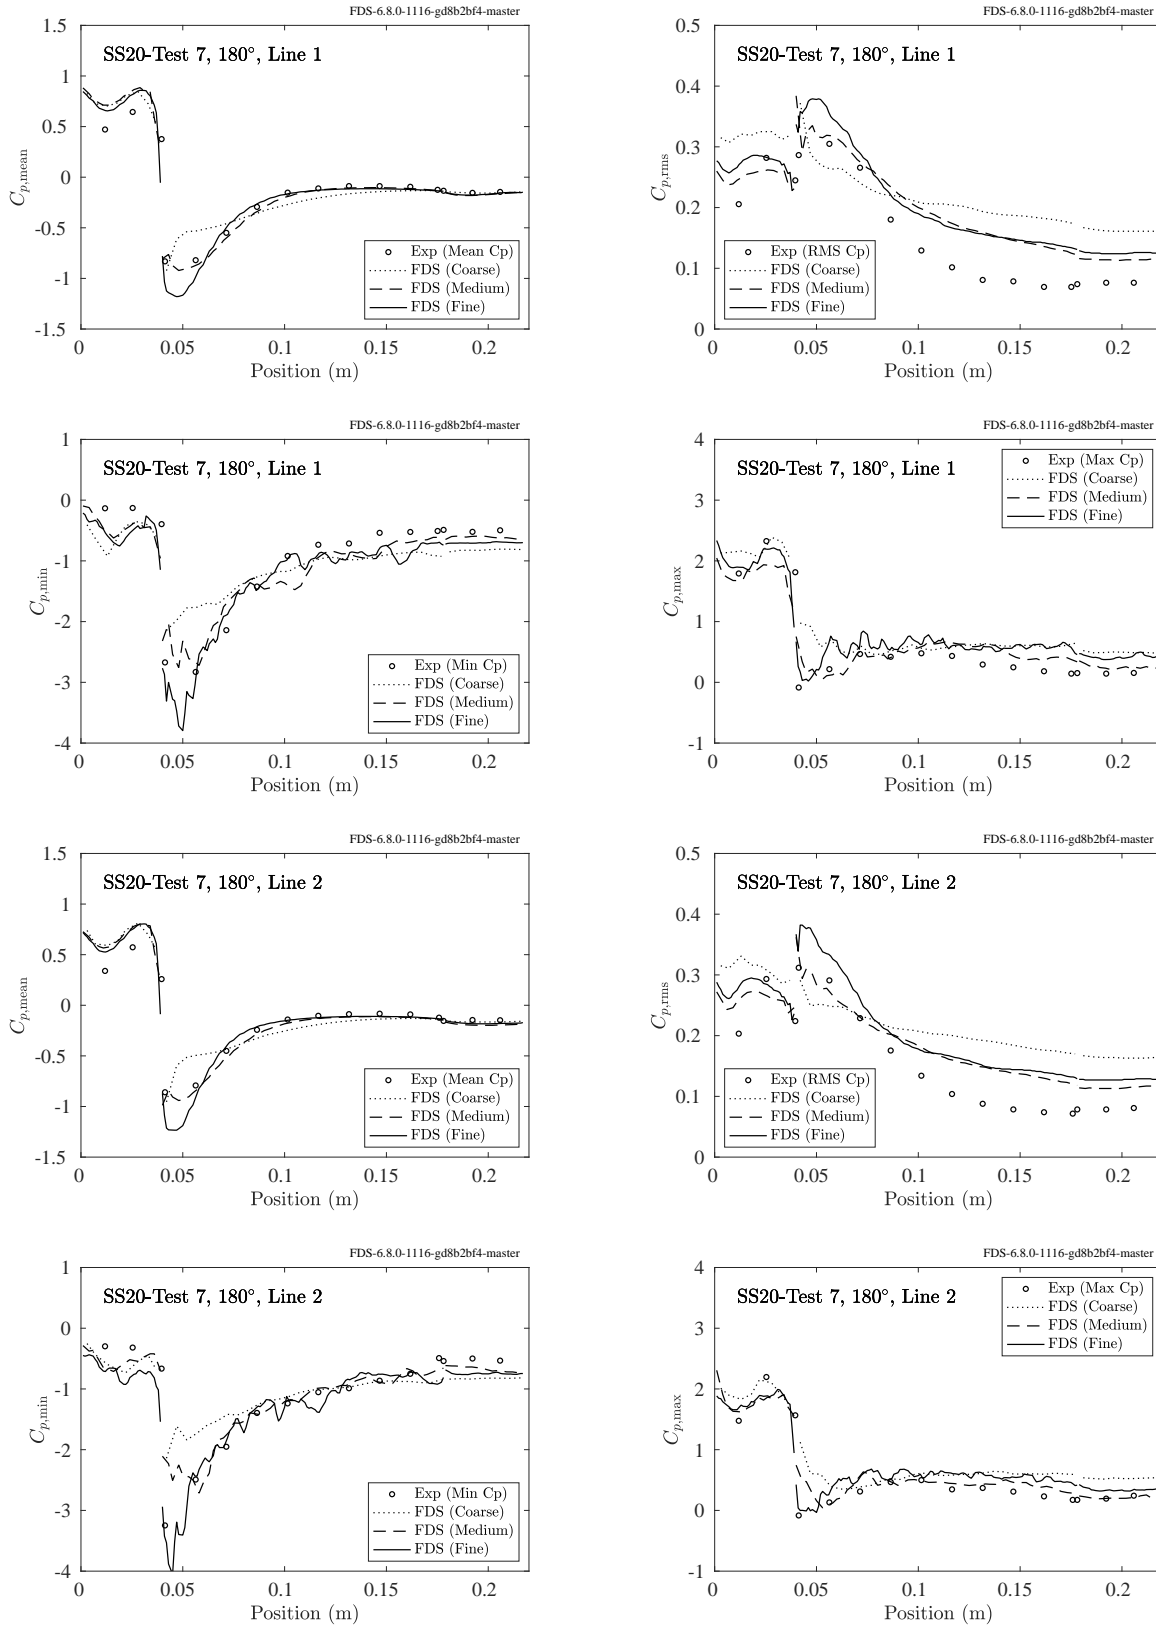 FDS-6.8.0-1116-gd8b2bf4-master
SS20-Test 7, 180°, Line 1
1.5
1
0.5
0
-0.5
-1
-1.5
Cp,mean
0 0.05 0.1 0.15 0.2
Position (m)
Exp (Mean Cp)
FDS (Coarse)
FDS (Medium)
FDS (Fine)
FDS-6.8.0-1116-gd8b2bf4-master
SS20-Test 7, 180°, Line 1
0.5
0.4
0.3
0.2
0.1
0
Cp,rms
0 0.05 0.1 0.15 0.2
Position (m)
Exp (RMS Cp)
FDS (Coarse)
FDS (Medium)
FDS (Fine)
FDS-6.8.0-1116-gd8b2bf4-master
SS20-Test 7, 180°, Line 1
1
0
-1
-2
-3
-4
Cp,min
0 0.05 0.1 0.15 0.2
Position (m)
Exp (Min Cp)
FDS (Coarse)
FDS (Medium)
FDS (Fine)
FDS-6.8.0-1116-gd8b2bf4-master
SS20-Test 7, 180°, Line 1
4
3
2
1
0
-1
Cp,max
0 0.05 0.1 0.15 0.2
Position (m)
Exp (Max Cp)
FDS (Coarse)
FDS (Medium)
FDS (Fine)
FDS-6.8.0-1116-gd8b2bf4-master
SS20-Test 7, 180°, Line 2
1.5
1
0.5
0
-0.5
-1
-1.5
Cp,mean
0 0.05 0.1 0.15 0.2
Position (m)
Exp (Mean Cp)
FDS (Coarse)
FDS (Medium)
FDS (Fine)
FDS-6.8.0-1116-gd8b2bf4-master
SS20-Test 7, 180°, Line 2
0.5
0.4
0.3
0.2
0.1
0
Cp,rms
0 0.05 0.1 0.15 0.2
Position (m)
Exp (RMS Cp)
FDS (Coarse)
FDS (Medium)
FDS (Fine)
FDS-6.8.0-1116-gd8b2bf4-master
SS20-Test 7, 180°, Line 2
1
0
-1
-2
-3
-4
Cp,min
0 0.05 0.1 0.15 0.2
Position (m)
Exp (Min Cp)
FDS (Coarse)
FDS (Medium)
FDS (Fine)
FDS-6.8.0-1116-gd8b2bf4-master
SS20-Test 7, 180°, Line 2
4
3
2
1
0
-1
Cp,max
0 0.05 0.1 0.15 0.2
Position (m)
Exp (Max Cp)
FDS (Coarse)
FDS (Medium)
FDS (Fine)